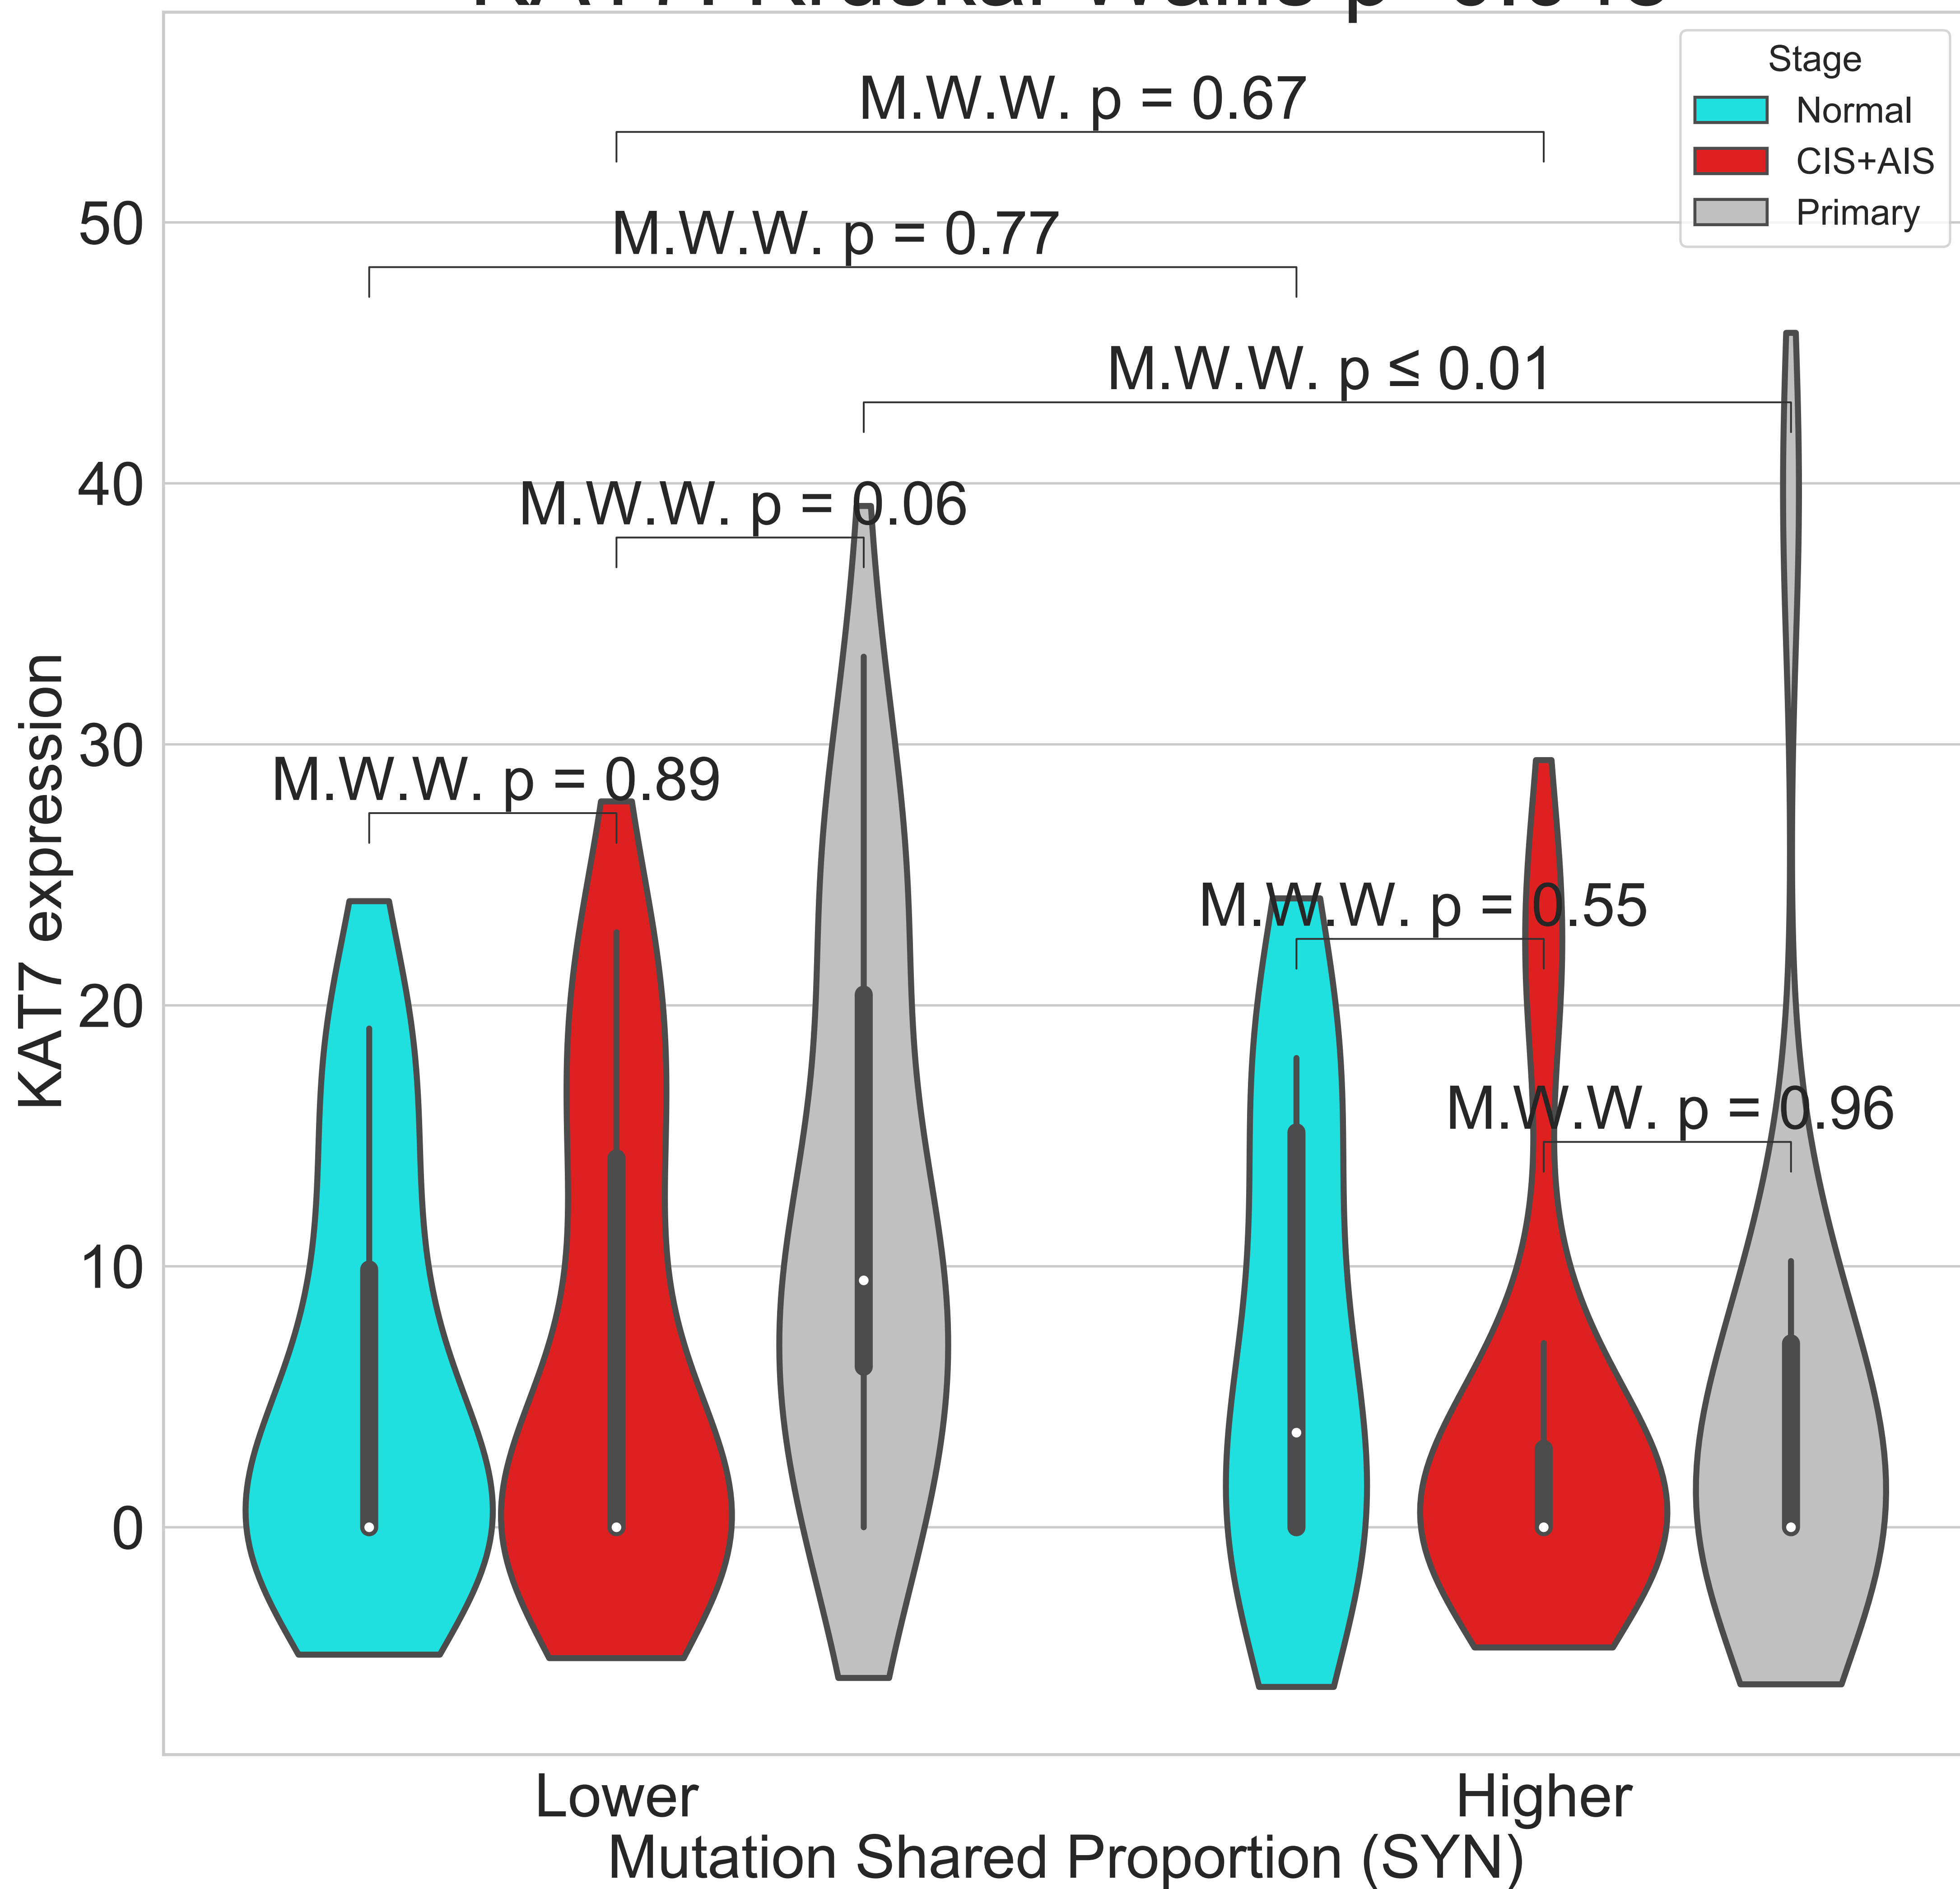 Stage
Normal
CIS+AIS
Primary
M.W.W. p = 0.67
M.W.W. p = 0.77
M.W.W. p ≤ 0.01
M.W.W. p = 0.06
M.W.W. p = 0.89
M.W.W. p = 0.55
M.W.W. p = 0.96
50
40
30
20
10
0
KAT7 expression
Lower
Higher
Mutation Shared Proportion (SYN)